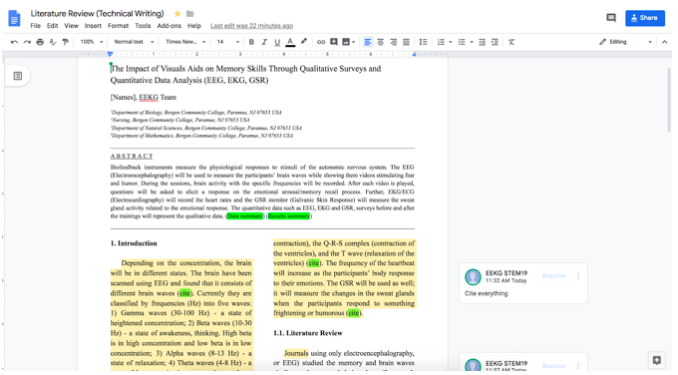 Literature Review (Technical Writing)
File Edit View Insert Format Tools Add-ons Help Last edit was 22 minutes ago
Share
100% Normal text Times New... 14 B I U A Editing
The Impact of Visuals Aids on Memory Skills Through Qualitative Surveys and
Quantitative Data Analysis (EEG, EKG, GSR)
[Names], EEKG Team
¹Department of Biology, Bergen Community College, Paramus, NJ 07653 USA
²Nursing, Bergen Community College, Paramus, NJ 07653 USA
³Department of Natural Sciences, Bergen Community College, Paramus, NJ 07653 USA
⁴Department of Mathematics, Bergen Community College, Paramus, NJ 07653 USA
ABSTRACT
Biofeedback instruments measure the physiological responses to stimuli of the autonomic nervous system. The EEG
(Electroencephalography) will be used to measure the participants' brain waves while showing them videos stimulating fear
and humor. During the sessions, brain activity with the specific frequencies will be recorded. After each video is played,
questions will be asked to elicit a response on the emotional arousal/memory recall process. Further, EKG/ECG
(Electrocardiography) will record the heart rates and the GSR monitor (Galvanic Skin Response) will measure the sweat
gland activity related to the emotional response. The quantitative data such as EEG, EKG and GSR, surveys before and after
the trainings will represent the qualitative data. (Data summary) (Results summary)
1. Introduction
Depending on the concentration, the brain
will be in different states. The brain have been
scanned using EEG and found that it consists of
different brain waves (cite). Currently they are
classified by frequencies (Hz) into five waves:
1) Gamma waves (30-100 Hz) - a state of
heightened concentration; 2) Beta waves (10-30
Hz) - a state of awakeness, thinking. High beta
is in high concentration and low beta is in low
concentration; 3) Alpha waves (8-13 Hz) - a
state of relaxation; 4) Theta waves (4-8 Hz) - a
contraction), the Q-R-S complex (contraction of
the ventricles), and the T wave (relaxation of the
ventricles) (cite). The frequency of the heartbeat
will increase as the participants' body response
to their emotions. The GSR will be used as well;
it will measure the changes in the sweat glands
when the participants respond to something
frightening or humorous (cite).
1.1. Literature Review
Journals using only electroencephalography,
or EEG) studied the memory and brain waves
EEKG STEM19
11:32 AM Today
Resolve
Cite everything
EEKG STEM19
Resolve